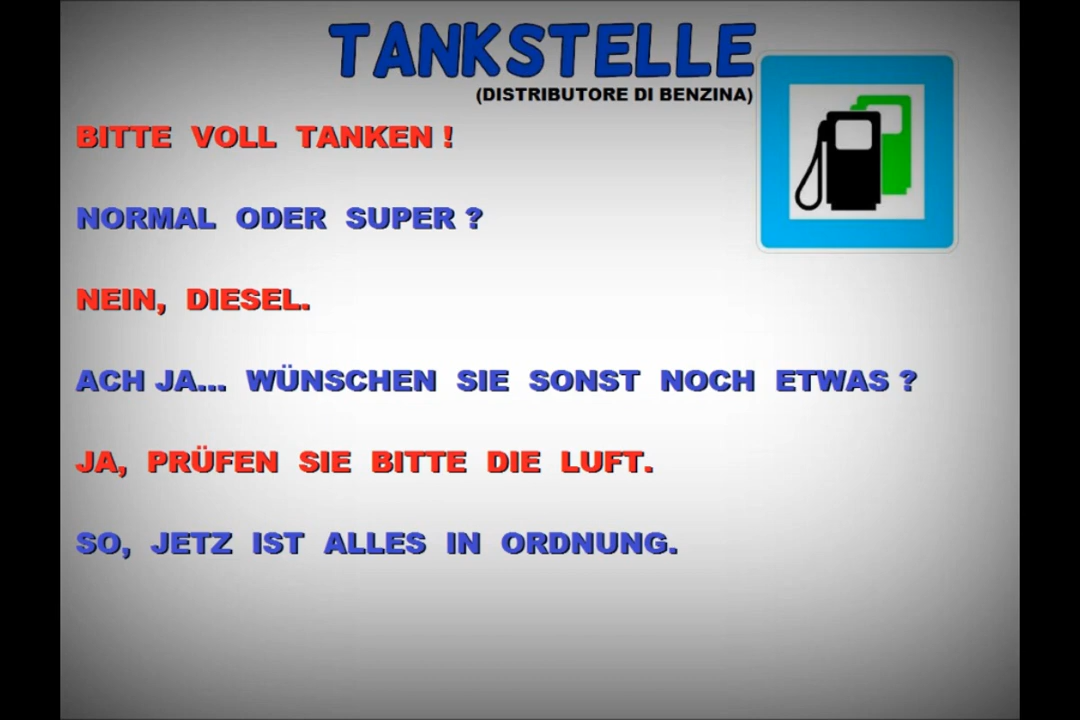 TANKSTELLE
(DISTRIBUTORE DI BENZINA)
BITTE VOLL TANKEN !
NORMAL ODER SUPER ?
NEIN, DIESEL.
ACH JA... WÜNSCHEN SIE SONST NOCH ETWAS ?
JA, PRÜFEN SIE BITTE DIE LUFT.
SO, JETZ IST ALLES IN ORDNUNG.